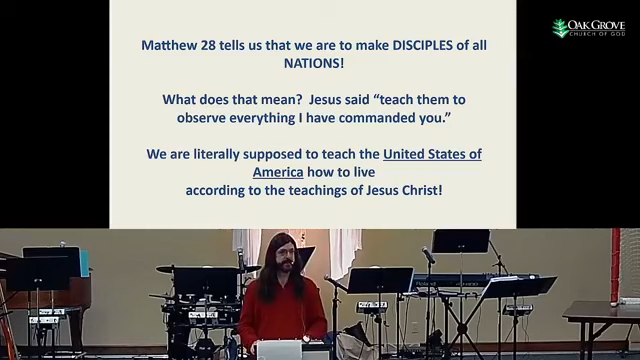 OAK GROVE
CHURCH OF GOD
Matthew 28 tells us that we are to make DISCIPLES of all
NATIONS!
What does that mean? Jesus said “teach them to
observe everything I have commanded you.”
We are literally supposed to teach the United States of
America how to live
according to the teachings of Jesus Christ!